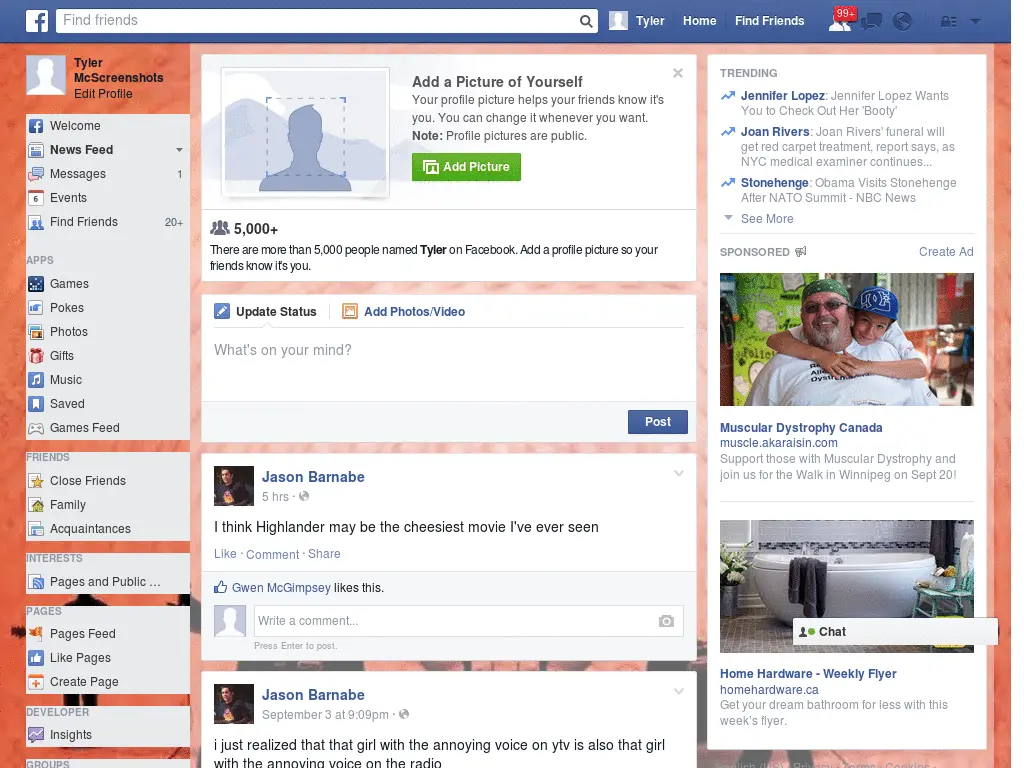 Find friends
Tyler
Home
Find Friends
99+
Tyler
McScreenshots
Edit Profile
Welcome
News Feed
Messages 1
6 Events
Find Friends 20+
APPS
Games
Pokes
Photos
Gifts
Music
Saved
Games Feed
FRIENDS
Close Friends
Family
Acquaintances
INTERESTS
Pages and Public ...
PAGES
Pages Feed
Like Pages
Create Page
DEVELOPER
Insights
GROUPS
Add a Picture of Yourself
Your profile picture helps your friends know it's
you. You can change it whenever you want.
Note: Profile pictures are public.
Add Picture
5,000+
There are more than 5,000 people named Tyler on Facebook. Add a profile picture so your
friends know it's you.
Update Status
Add Photos/Video
What's on your mind?
Post
Jason Barnabe
5 hrs ·
I think Highlander may be the cheesiest movie I've ever seen
Like · Comment · Share
Gwen McGimpsey likes this.
Write a comment...
Press Enter to post.
Jason Barnabe
September 3 at 9:09pm ·
i just realized that that girl with the annoying voice on ytv is also that girl
with the annoying voice on the radio
TRENDING
Jennifer Lopez: Jennifer Lopez Wants
You to Check Out Her 'Booty'
Joan Rivers: Joan Rivers' funeral will
get red carpet treatment, report says, as
NYC medical examiner continues...
Stonehenge: Obama Visits Stonehenge
After NATO Summit - NBC News
See More
SPONSORED
Create Ad
Muscular Dystrophy Canada
muscle.akaraisin.com
Support those with Muscular Dystrophy and
join us for the Walk in Winnipeg on Sept 20!
Chat
Home Hardware - Weekly Flyer
homehardware.ca
Get your dream bathroom for less with this
week's flyer.
English (US) · Privacy · Terms · Cookies ·